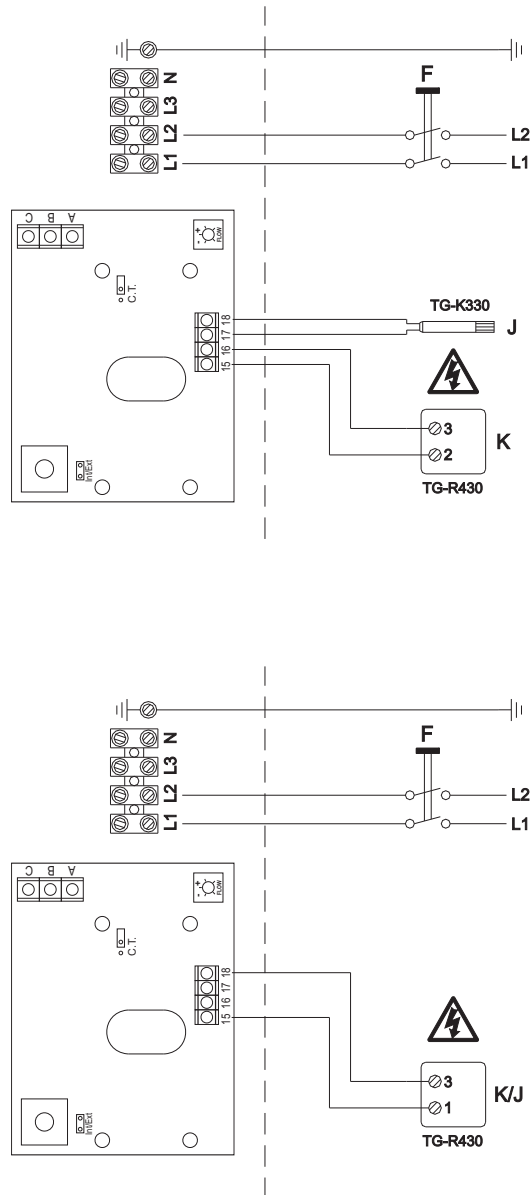 N
L3
L2
L1
F
L2
L1
C B A
+
-
FLOW
C.T.
18
17
16
15
Int/Ext
TG-K330
J
3
2
K
TG-R430
N
L3
L2
L1
F
L2
L1
C B A
+
-
FLOW
C.T.
18
17
16
15
Int/Ext
3
1
K/J
TG-R430